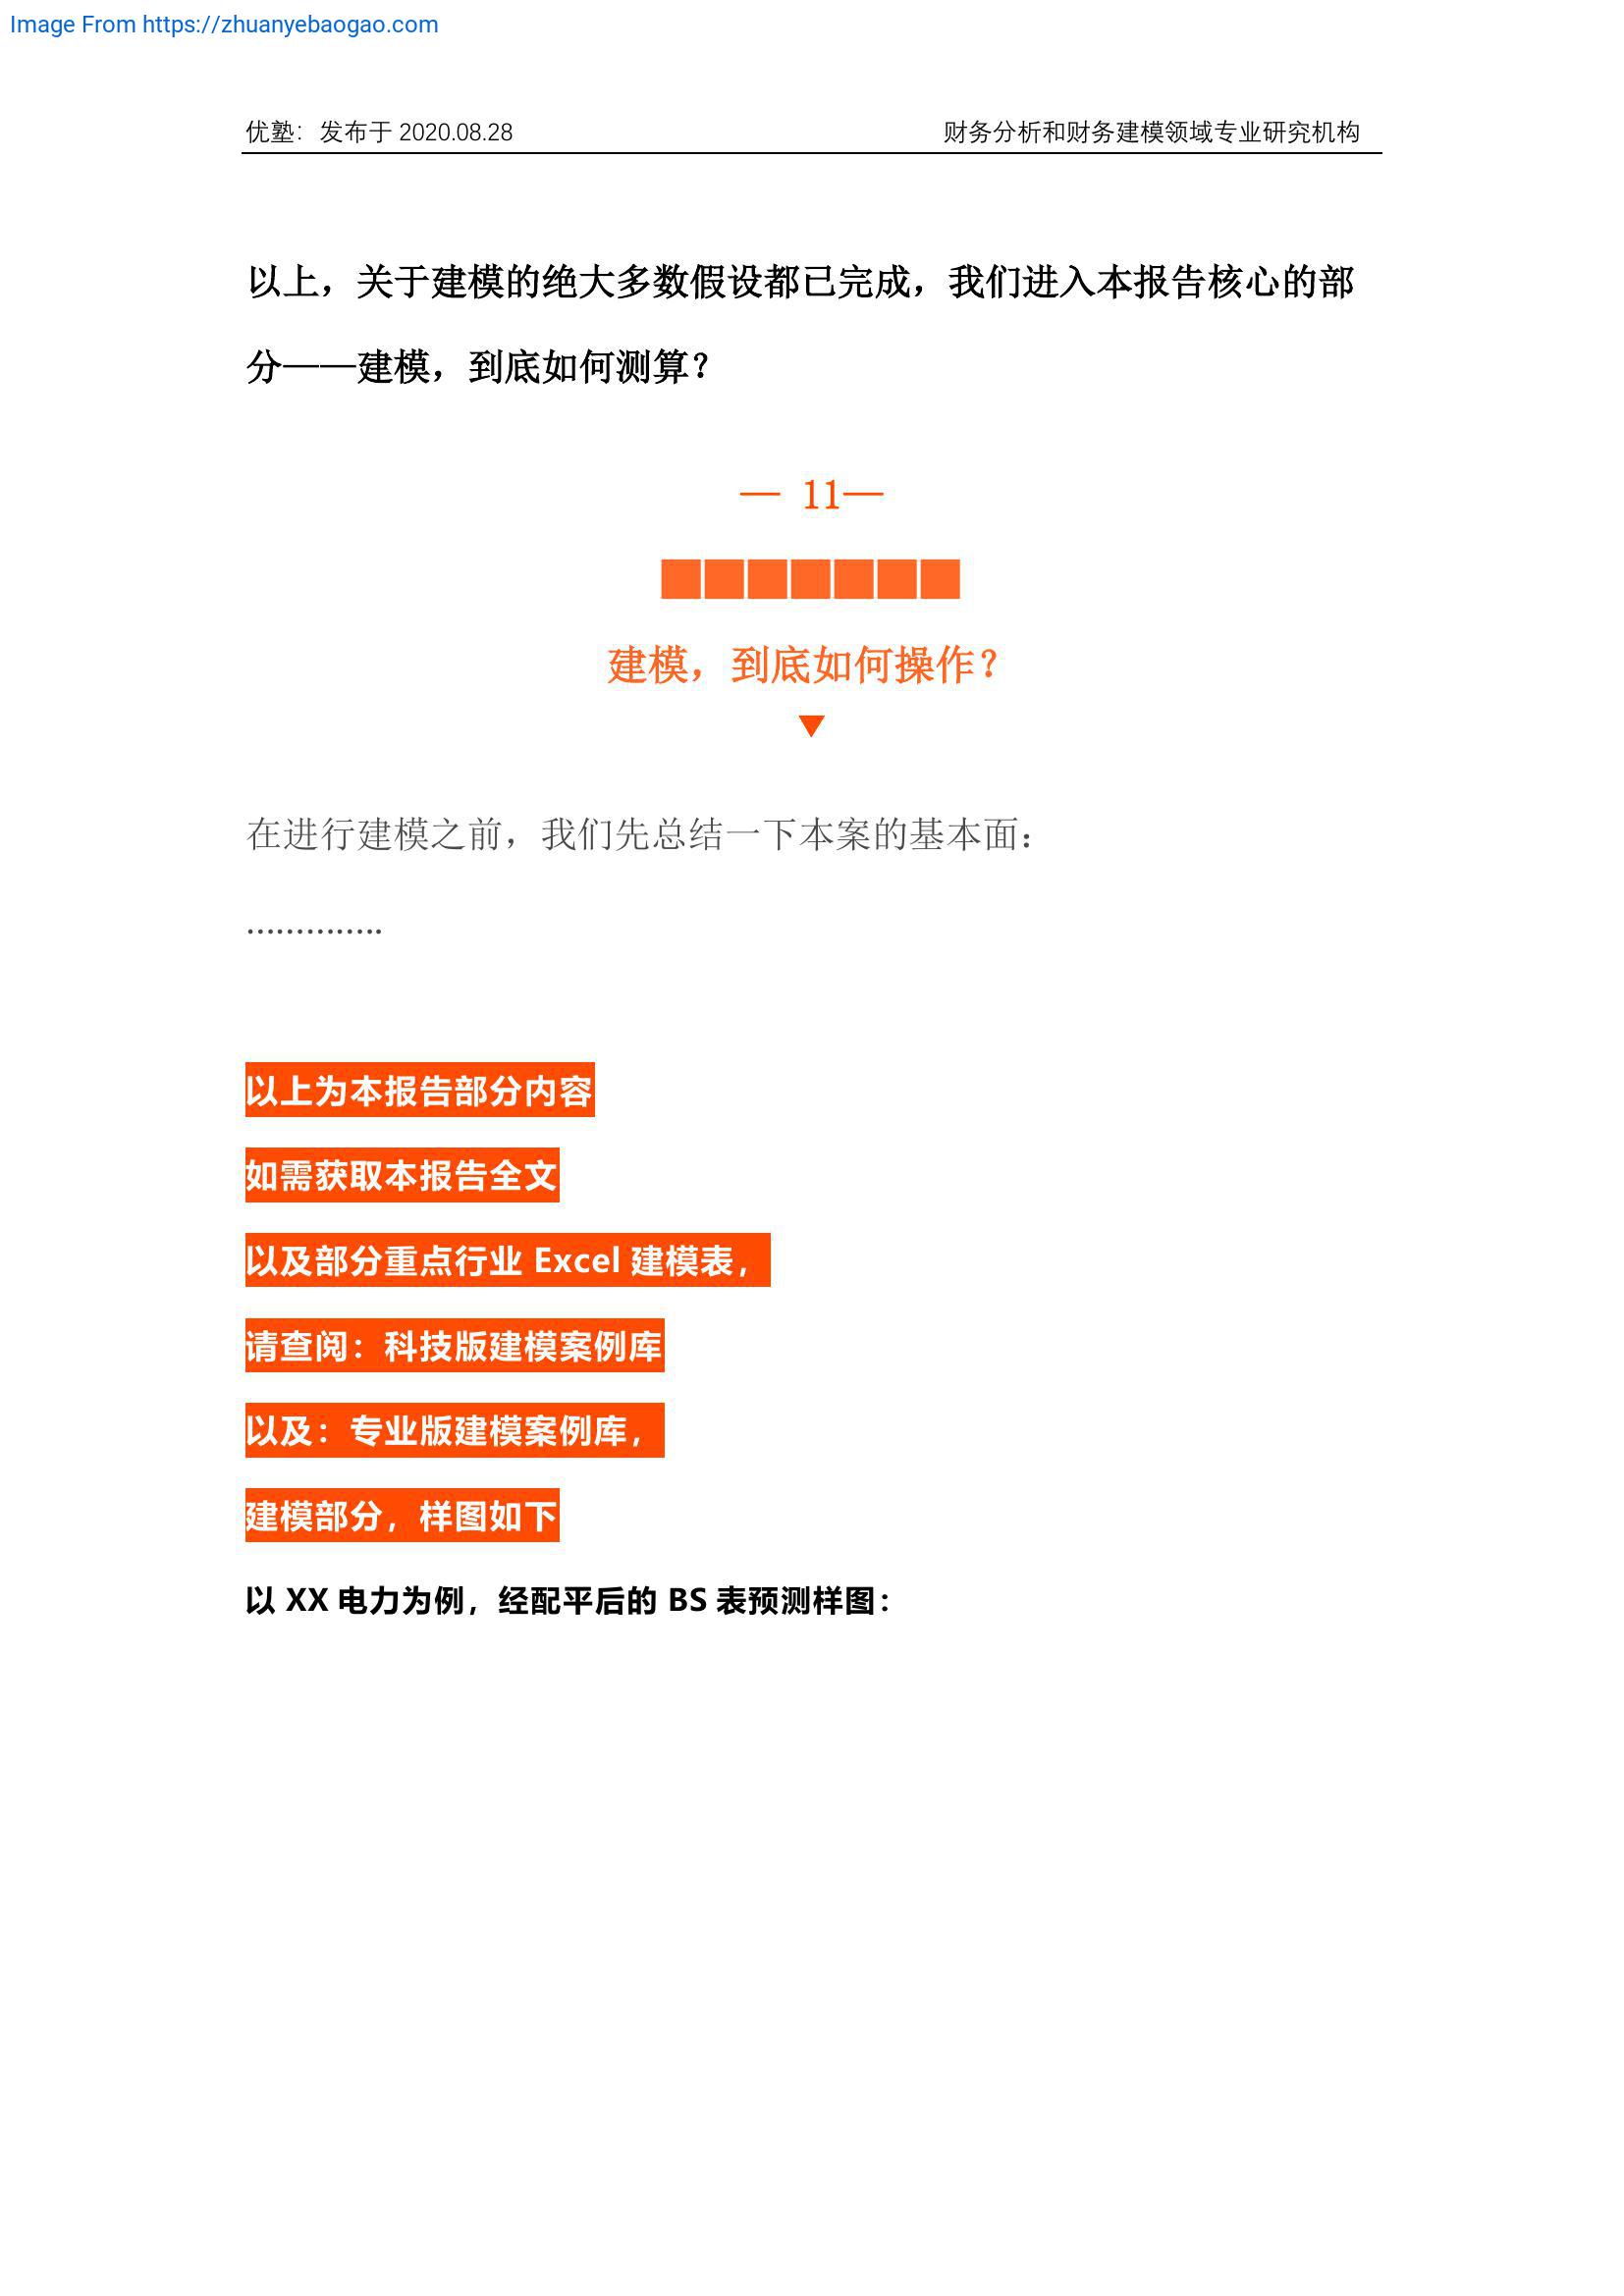 Image From https://zhuanyebaogao.com
优塾：发布于 2020.08.28 财务分析和财务建模领域专业研究机构
以上，关于建模的绝大多数假设都已完成，我们进入本报告核心的部
分——建模，到底如何测算？
— 11—
■■■■■■■
建模，到底如何操作？
▼
在进行建模之前，我们先总结一下本案的基本面：
…………..
以上为本报告部分内容
如需获取本报告全文
以及部分重点行业 Excel 建模表，
请查阅：科技版建模案例库
以及：专业版建模案例库，
建模部分，样图如下
以 XX 电力为例，经配平后的 BS 表预测样图：